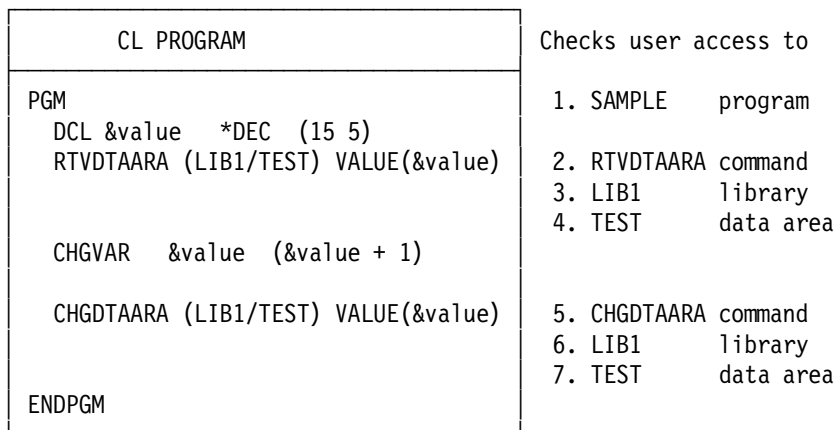 CL PROGRAM Checks user access to
PGM 1. SAMPLE program
DCL &value *DEC (15 5)
RTVDTAARA (LIB1/TEST) VALUE(&value) 2. RTVDTAARA command
3. LIB1 library
4. TEST data area
CHGVAR &value (&value + 1)
CHGDTAARA (LIB1/TEST) VALUE(&value) 5. CHGDTAARA command
6. LIB1 library
7. TEST data area
ENDPGM